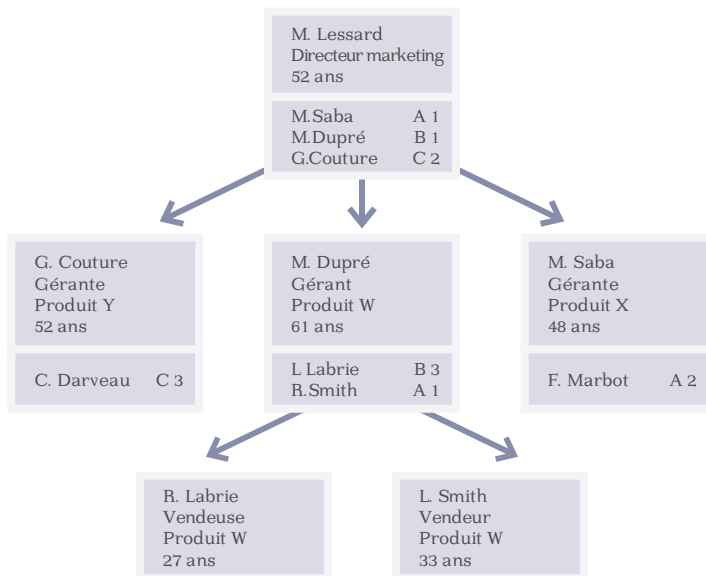 M. Lessard
Directeur marketing
52 ans
M.Saba A 1
M.Dupré B 1
G.Couture C 2
G. Couture
Gérante
Produit Y
52 ans
C. Darveau C 3
M. Dupré
Gérant
Produit W
61 ans
L Labrie B 3
R.Smith A 1
M. Saba
Gérante
Produit X
48 ans
F. Marbot A 2
R. Labrie
Vendeuse
Produit W
27 ans
L. Smith
Vendeur
Produit W
33 ans